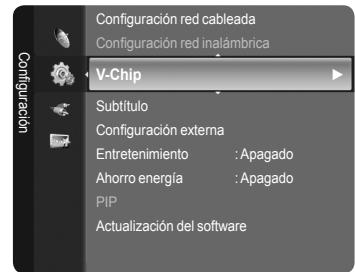 Configuración
Configuración red cableada
Configuración red inalámbrica
V-Chip
Subtítulo
Configuración externa
Entretenimiento : Apagado
Ahorro energía : Apagado
PIP
Actualización del software